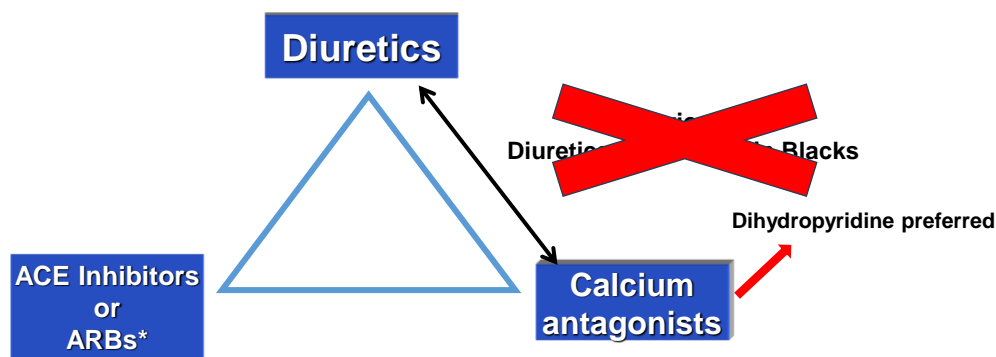 Diuretics
Diuretics Blacks
Dihydropyridine preferred
ACE Inhibitors
or
ARBs*
Calcium
antagonists